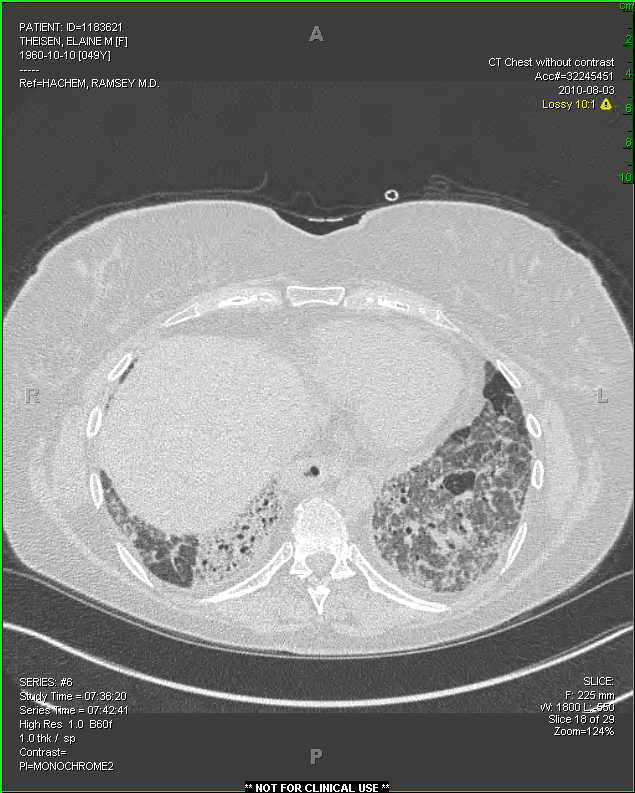 PATIENT: ID=1183621
THEISEN, ELAINE M [F]
1960-10-10 [049Y]
-----
Ref=HACHEM, RAMSEY M.D.
A
CT Chest without contrast
Acc#=32245451
2010-08-03
Lossy 10:1
cm
2
4
6
8
10
R
L
SERIES: #6
Study Time = 07:36:20
Series Time = 07:42:41
High Res 1.0 B60f
1.0 thk / sp
Contrast=
PI=MONOCHROME2
P
SLICE:
F: 225 mm
W: 1800 L: -550
Slice 18 of 29
Zoom=124%
** NOT FOR CLINICAL USE **